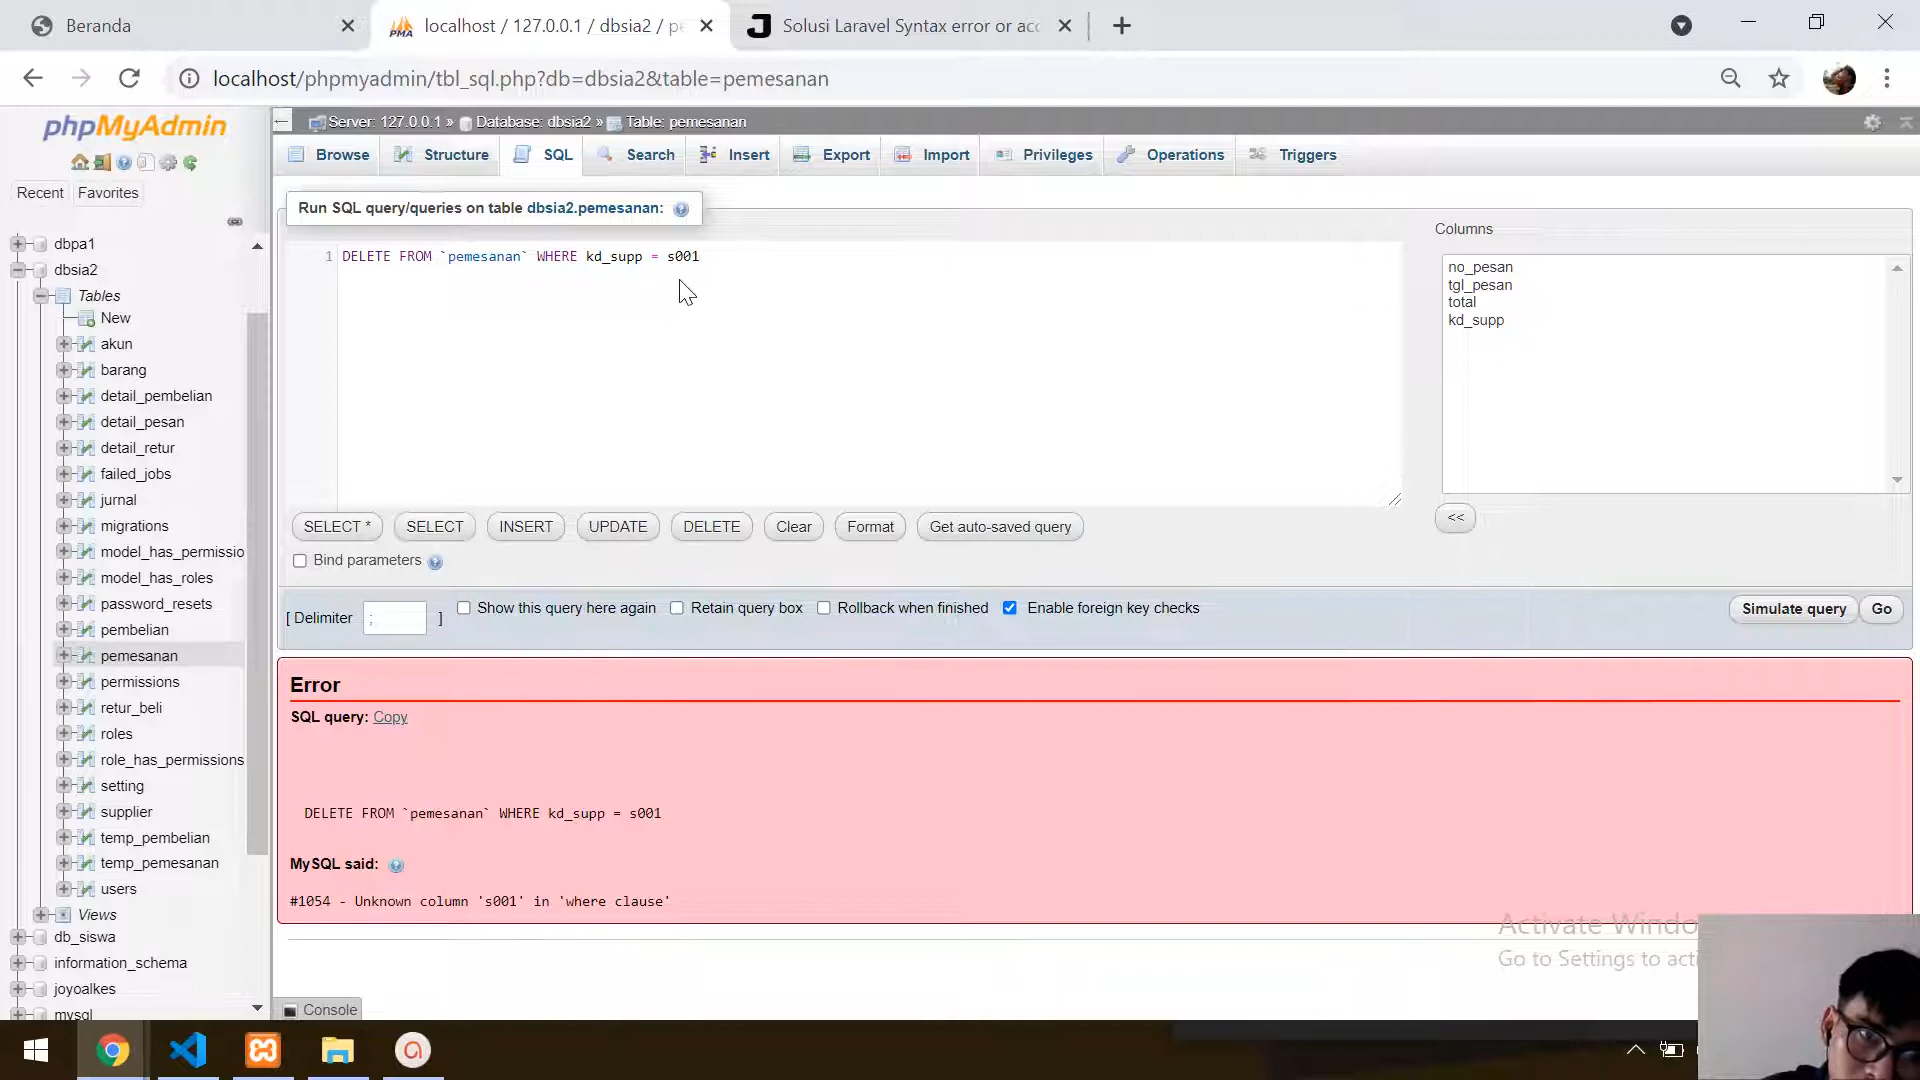 Beranda
localhost / 127.0.0.1 / dbsia2 / pe
Solusi Laravel Syntax error or acc
localhost/phpmyadmin/tbl_sql.php?db=dbsia2&table=pemesanan
phpMyAdmin
Recent
Favorites
dbpa1
dbsia2
Tables
New
akun
barang
detail_pembelian
detail_pesan
detail_retur
failed_jobs
jurnal
migrations
model_has_permissio
model_has_roles
password_resets
pembelian
pemesanan
permissions
retur_beli
roles
role_has_permissions
setting
supplier
temp_pembelian
temp_pemesanan
users
Views
db_siswa
information_schema
joyoalkes
mysql
Server: 127.0.0.1 » Database: dbsia2 » Table: pemesanan
Browse Structure SQL Search Insert Export Import Privileges Operations Triggers
Run SQL query/queries on table dbsia2.pemesanan:
1 DELETE FROM `pemesanan` WHERE kd_supp = s001
Columns
no_pesan
tgl_pesan
total
kd_supp
SELECT * SELECT INSERT UPDATE DELETE Clear Format Get auto-saved query
<<
Bind parameters
[ Delimiter ; ] Show this query here again Retain query box Rollback when finished Enable foreign key checks
Simulate query Go
Error
SQL query: Copy
DELETE FROM `pemesanan` WHERE kd_supp = s001
MySQL said:
#1054 - Unknown column 's001' in 'where clause'
Console
Activate Windo
Go to Settings to acti